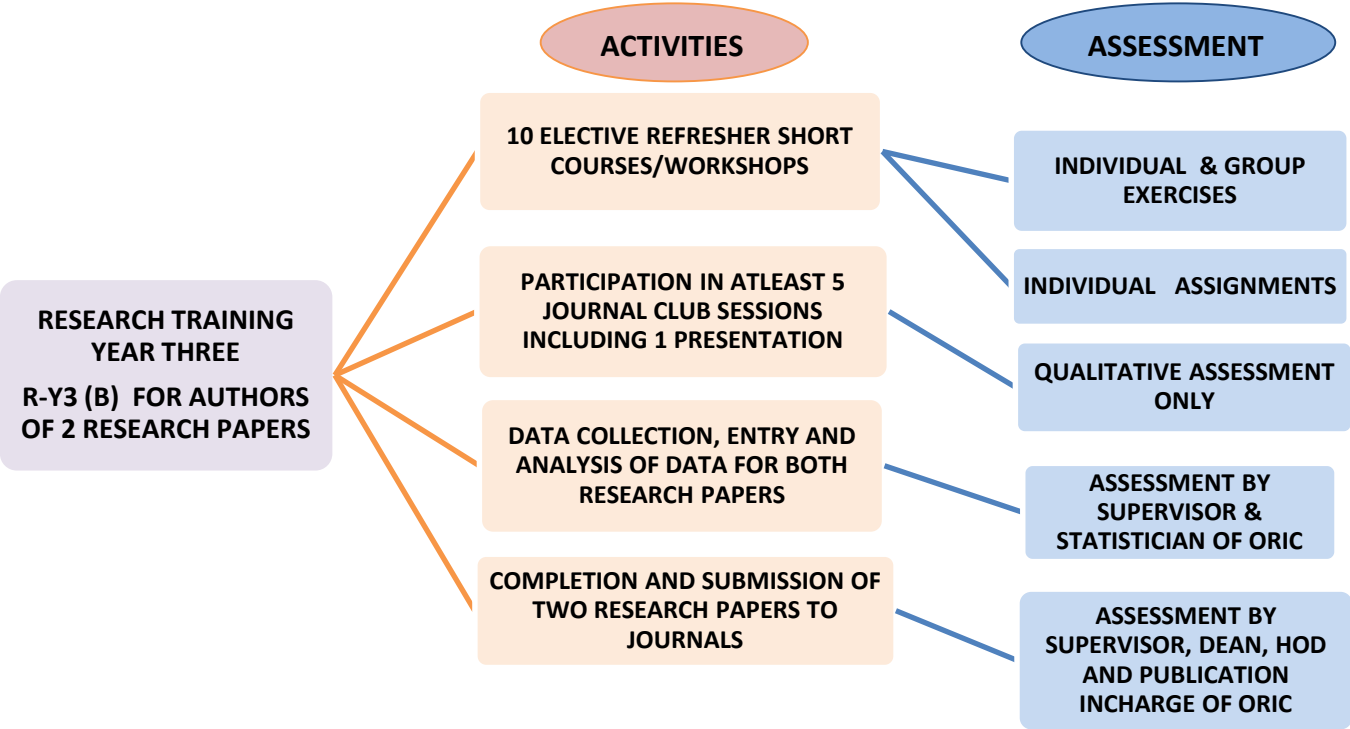 ACTIVITIES
ASSESSMENT
RESEARCH TRAINING
YEAR THREE
R-Y3 (B) FOR AUTHORS
OF 2 RESEARCH PAPERS
10 ELECTIVE REFRESHER SHORT
COURSES/WORKSHOPS
INDIVIDUAL & GROUP
EXERCISES
INDIVIDUAL ASSIGNMENTS
PARTICIPATION IN ATLEAST 5
JOURNAL CLUB SESSIONS
INCLUDING 1 PRESENTATION
QUALITATIVE ASSESSMENT
ONLY
DATA COLLECTION, ENTRY AND
ANALYSIS OF DATA FOR BOTH
RESEARCH PAPERS
ASSESSMENT BY
SUPERVISOR &
STATISTICIAN OF ORIC
COMPLETION AND SUBMISSION OF
TWO RESEARCH PAPERS TO
JOURNALS
ASSESSMENT BY
SUPERVISOR, DEAN, HOD
AND PUBLICATION
INCHARGE OF ORIC